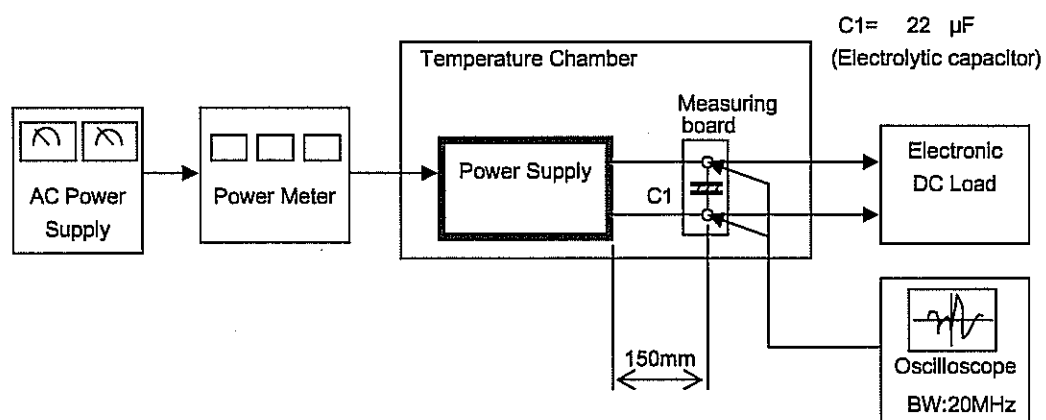 C1= 22 µF
(Electrolytic capacitor)
Temperature Chamber
Measuring
board
Power Supply
C1
AC Power
Supply
Power Meter
Electronic
DC Load
150mm
Oscilloscope
BW:20MHz